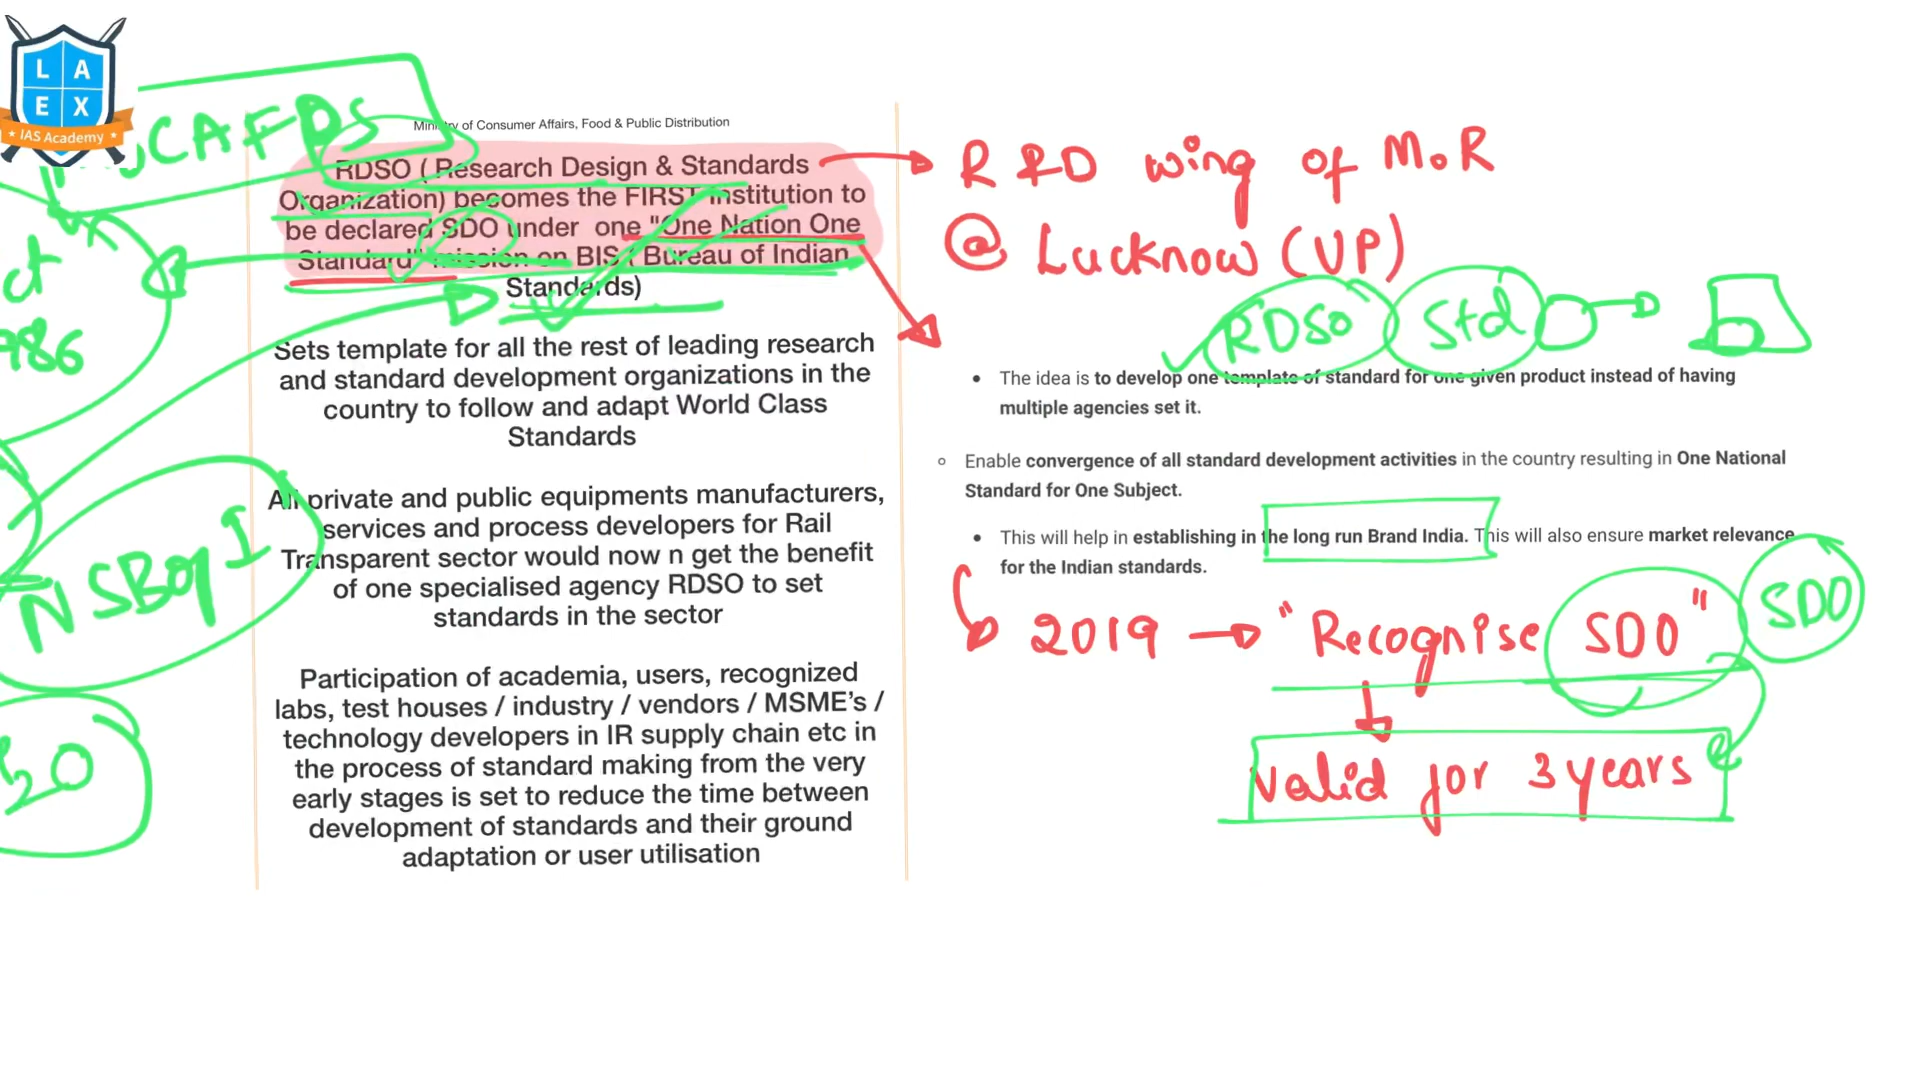 L A
E X
IAS Academy
CAFPS
Ministry of Consumer Affairs, Food & Public Distribution
RDSO ( Research Design & Standards
Organization) becomes the FIRST institution to
be declared SDO under one "One Nation One
Standard" mission on BIS ( Bureau of Indian
Standards)
Sets template for all the rest of leading research
and standard development organizations in the
country to follow and adapt World Class
Standards
All private and public equipments manufacturers,
services and process developers for Rail
Transparent sector would now n get the benefit
of one specialised agency RDSO to set
standards in the sector
Participation of academia, users, recognized
labs, test houses / industry / vendors / MSME's /
technology developers in IR supply chain etc in
the process of standard making from the very
early stages is set to reduce the time between
development of standards and their ground
adaptation or user utilisation
ct
986
NSBof I
R &D wing of M.o R
@ Lucknow (UP)
RDSO Std
• The idea is to develop one template of standard for one given product instead of having
multiple agencies set it.
Enable convergence of all standard development activities in the country resulting in One National
Standard for One Subject.
• This will help in establishing in the long run Brand India. This will also ensure market relevance
for the Indian standards.
2019 → "Recognise SDO" SDO
Valid for 3 years